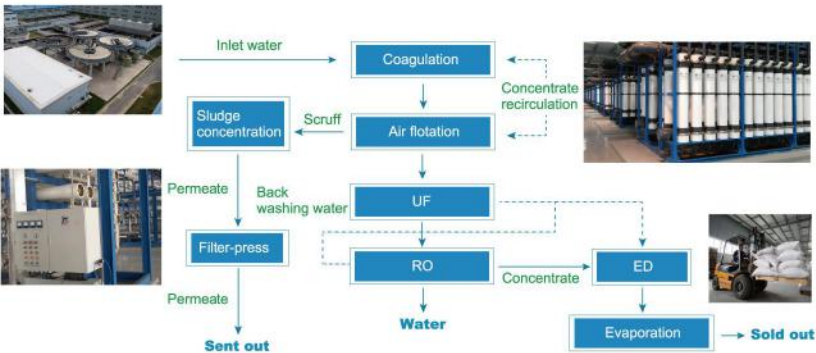 Inlet water
Coagulation
Concentrate
recirculation
Sludge
concentration
Scruff
Air flotation
Permeate
Back
washing water
UF
Filter-press
RO
Concentrate
ED
Permeate
Water
Evaporation
Sold out
Sent out